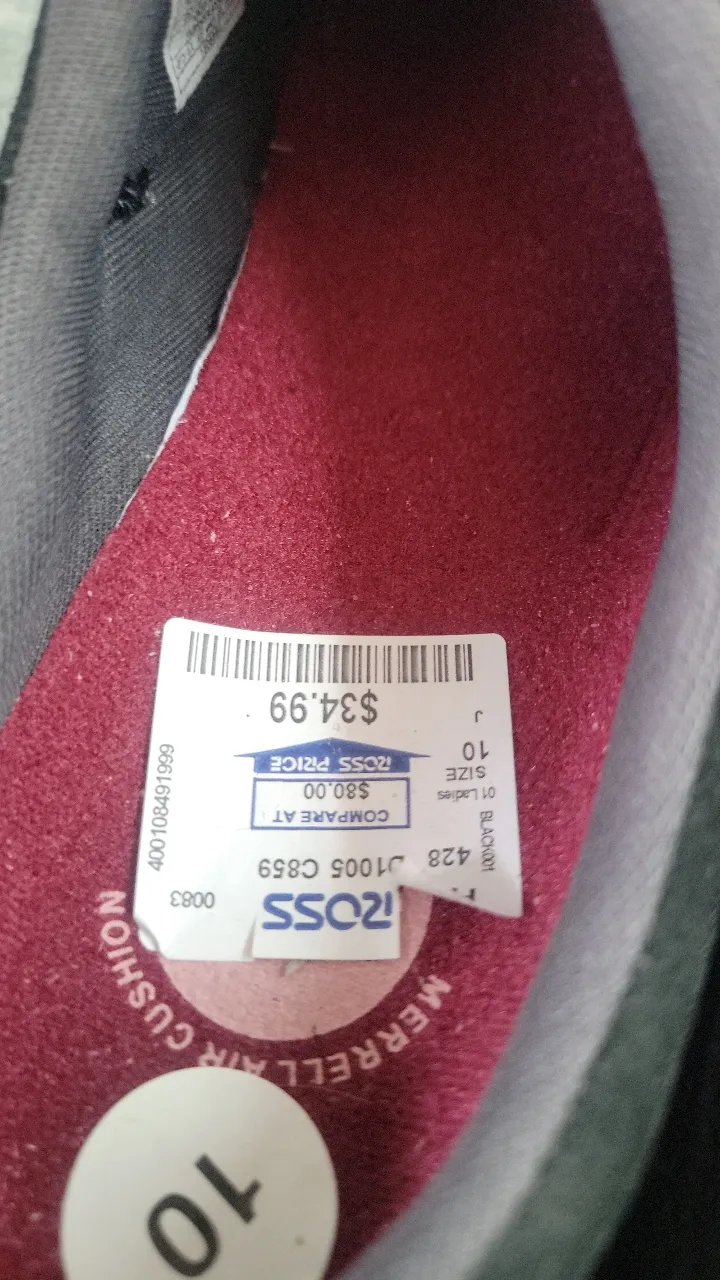 ROSS
0083
D1005 C859
428
BLACK001
COMPARE AT
$80.00
01 Ladies
ROSS PRICE
SIZE
10
$34.99
J
400108491999
MERRELL AIR CUSHION
10